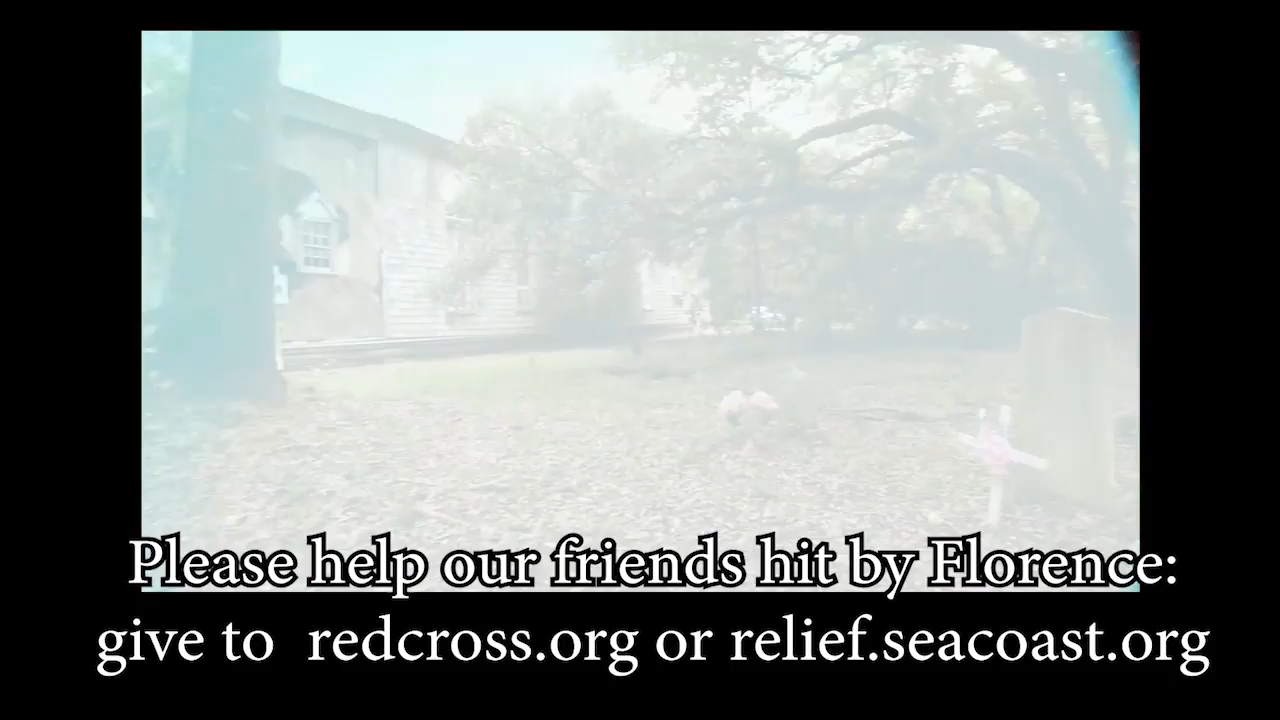 Please help our friends hit by Florence:
give to redcross.org or relief.seacoast.org